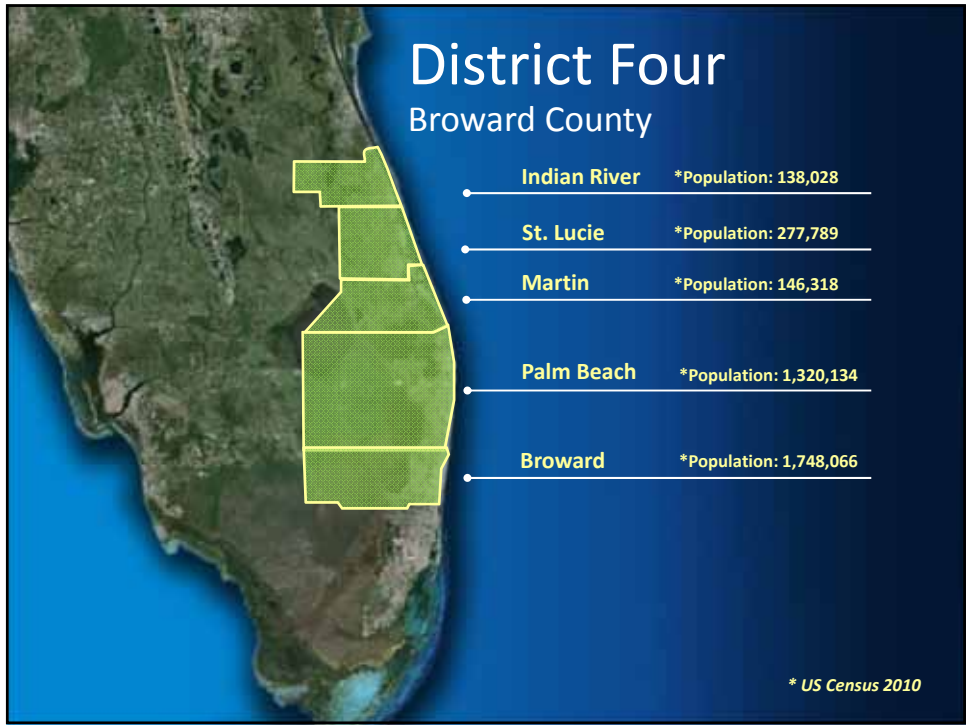 District Four
Broward County
Indian River *Population: 138,028
St. Lucie *Population: 277,789
Martin *Population: 146,318
Palm Beach *Population: 1,320,134
Broward *Population: 1,748,066
* US Census 2010